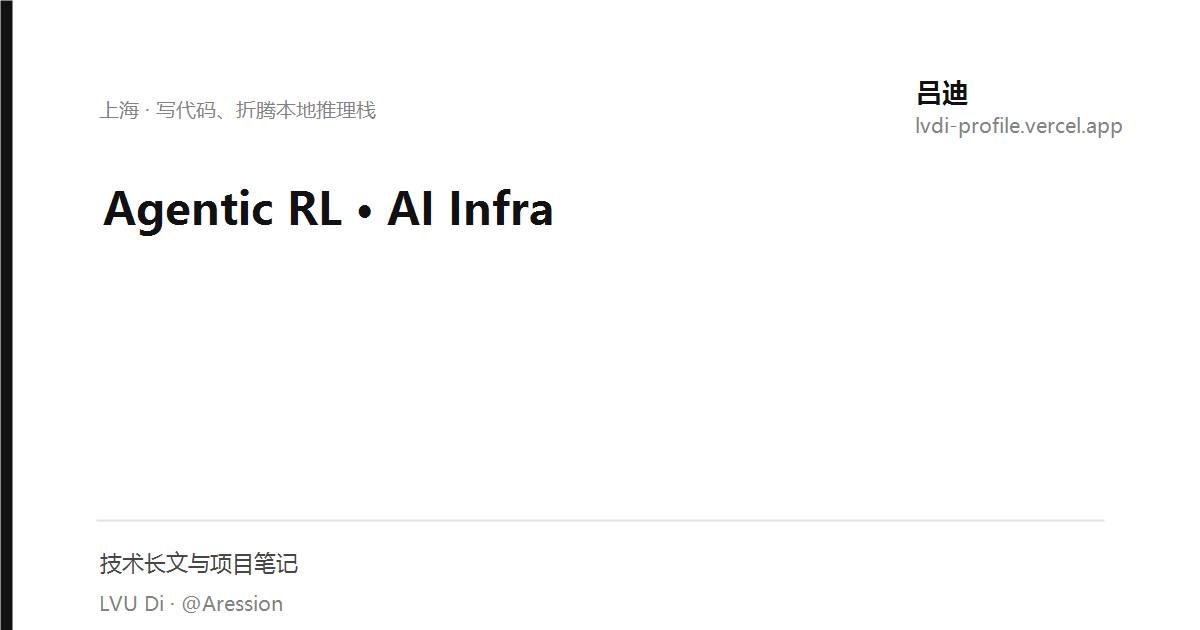 上海 · 写代码、折腾本地推理栈
吕迪
lvdi-profile.vercel.app
Agentic RL • AI Infra
技术长文与项目笔记
LVU Di · @Aression